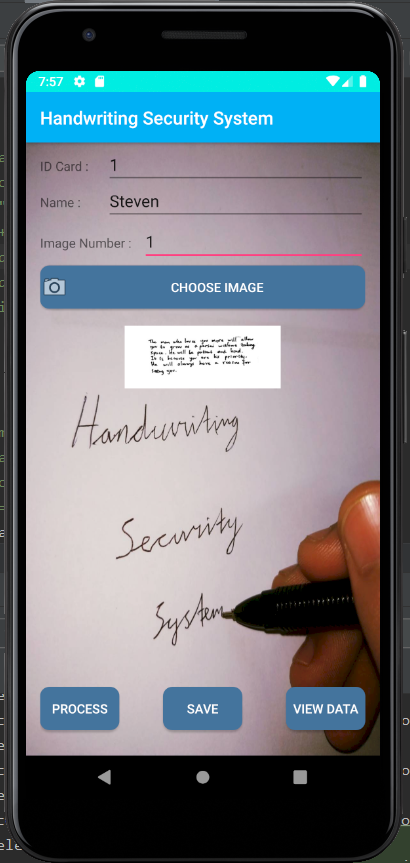 7:57
Handwriting Security System
ID Card : 1
Name : Steven
Image Number : 1
CHOOSE IMAGE
The man who loves you more will allow
you to grow as a person without taking
space. He will be patient and kind.
It is because you are his priority.
He will always have a reason for
loving you.
Handwriting
Security
System
PROCESS
SAVE
VIEW DATA